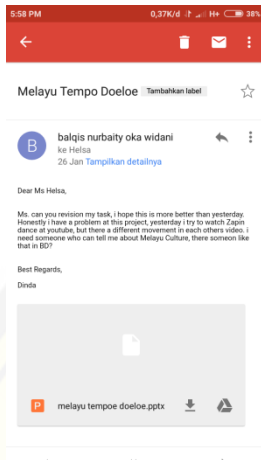 5:58 PM 0,37K/d H+ 38%
Melayu Tempo Doeloe Tambahkan label
B balqis nurbaity oka widani
ke Helsa
26 Jan Tampilkan detailnya
Dear Ms Helsa,
Ms. can you revision my task, i hope this is more better than yesterday.
Honestly i have a problem at this project, yesterday i try to watch Zapin
dance at youtube, but there a different movement in each others video. i
need someone who can tell me about Melayu Culture, there someon like
that in BD?
Best Regards,
Dinda
P melayu tempoe doeloe.pptx